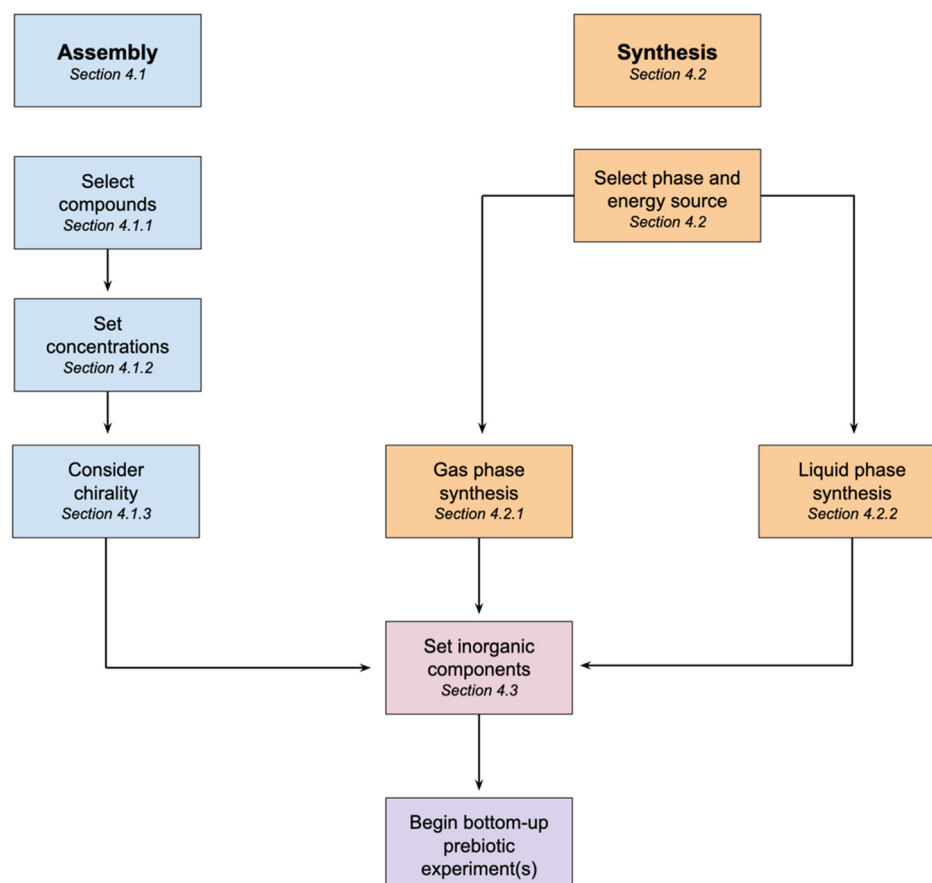 Assembly
Section 4.1
Synthesis
Section 4.2
Select
compounds
Section 4.1.1
Select phase and
energy source
Section 4.2
Set
concentrations
Section 4.1.2
Consider
chirality
Section 4.1.3
Gas phase
synthesis
Section 4.2.1
Liquid phase
synthesis
Section 4.2.2
Set inorganic
components
Section 4.3
Begin bottom-up
prebiotic
experiment(s)